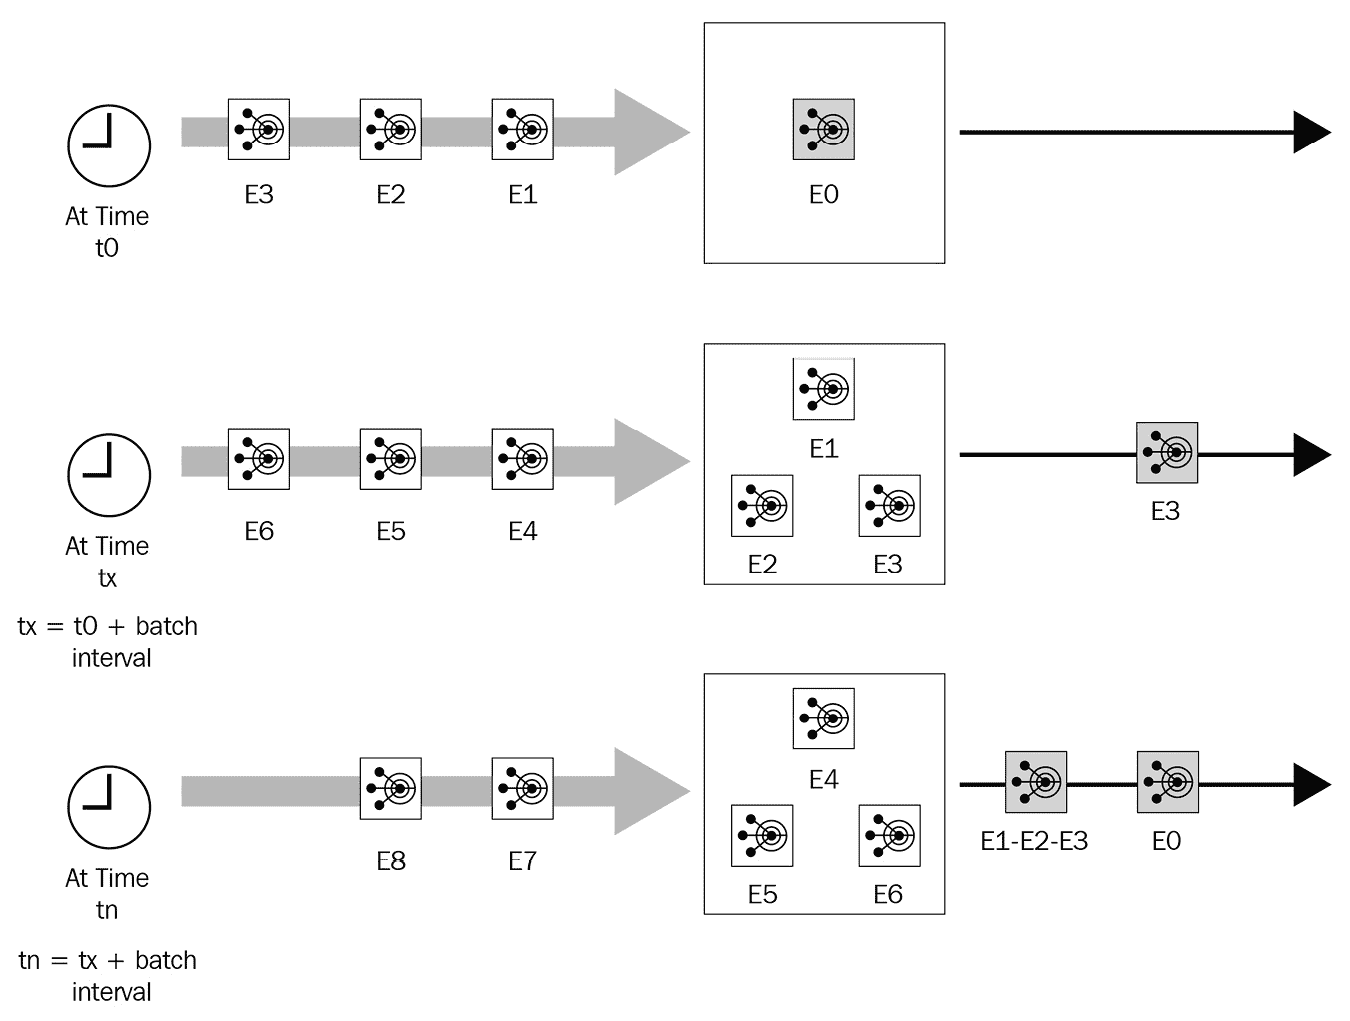 E3 E2 E1 E0
At Time
t0
E1
E6 E5 E4 E3
At Time
E2 E3
tx
tx = t0 + batch
interval
E4
E8 E7 E1-E2-E3 E0
At Time
E5 E6
tn
tn = tx + batch
interval